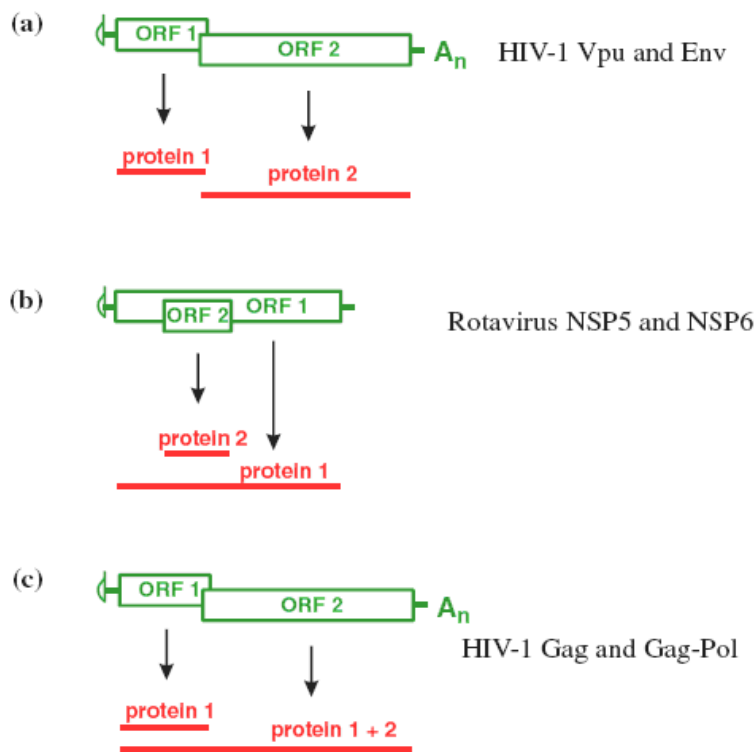 (a)
ORF 1
ORF 2
An
HIV-1 Vpu and Env
protein 1
protein 2
(b)
ORF 1
ORF 2
Rotavirus NSP5 and NSP6
protein 2
protein 1
(c)
ORF 1
ORF 2
An
HIV-1 Gag and Gag-Pol
protein 1
protein 1 + 2